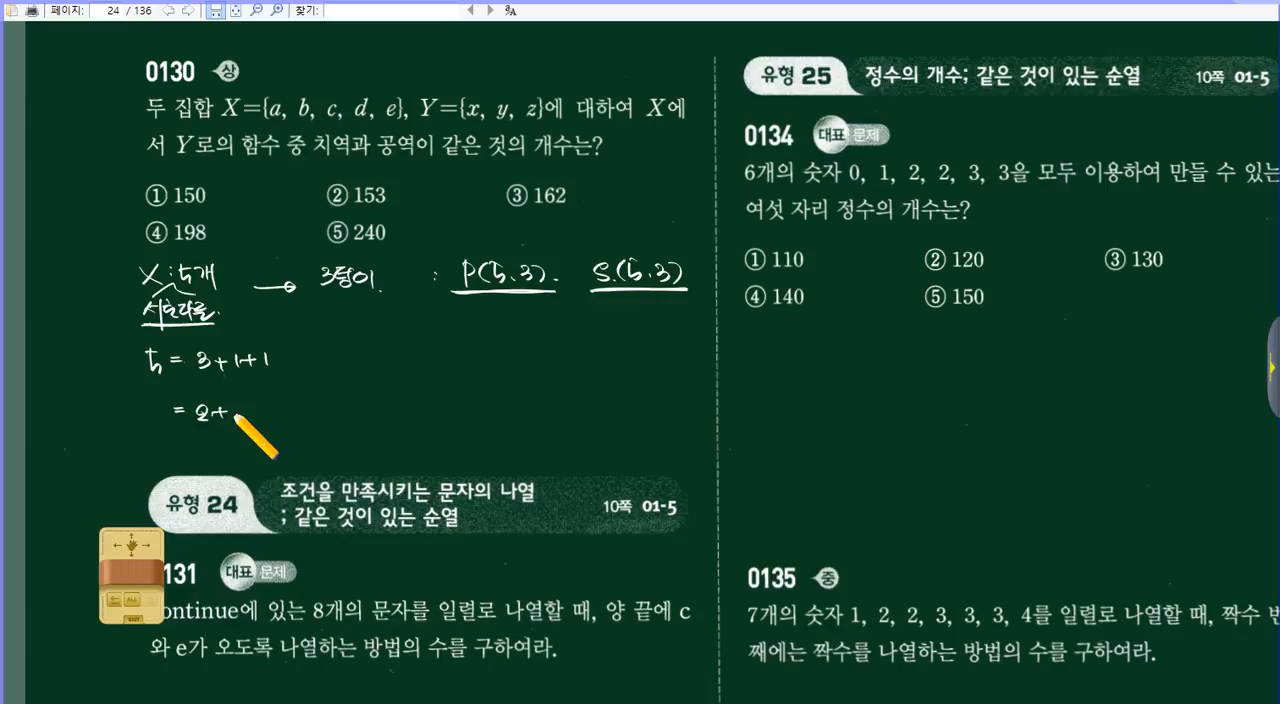 페이지: 24 / 136 찾기:
0130 상
두 집합 X={a, b, c, d, e}, Y={x, y, z}에 대하여 X에
서 Y로의 함수 중 치역과 공역이 같은 것의 개수는?
① 150 ② 153 ③ 162
④ 198 ⑤ 240
X : 5개 → 3덩이. : P(5.3). S.(5.3)
5 = 3+1+1
= 2+
유형 24 조건을 만족시키는 문자의 나열
; 같은 것이 있는 순열 10쪽 01-5
131 대표 문제
ontinue에 있는 8개의 문자를 일렬로 나열할 때, 양 끝에 c
와 e가 오도록 나열하는 방법의 수를 구하여라.
유형 25 정수의 개수; 같은 것이 있는 순열 10쪽 01-5
0134 대표 문제
6개의 숫자 0, 1, 2, 2, 3, 3을 모두 이용하여 만들 수 있는
여섯 자리 정수의 개수는?
① 110 ② 120 ③ 130
④ 140 ⑤ 150
0135 중
7개의 숫자 1, 2, 2, 3, 3, 3, 4를 일렬로 나열할 때, 짝수 번
째에는 짝수를 나열하는 방법의 수를 구하여라.